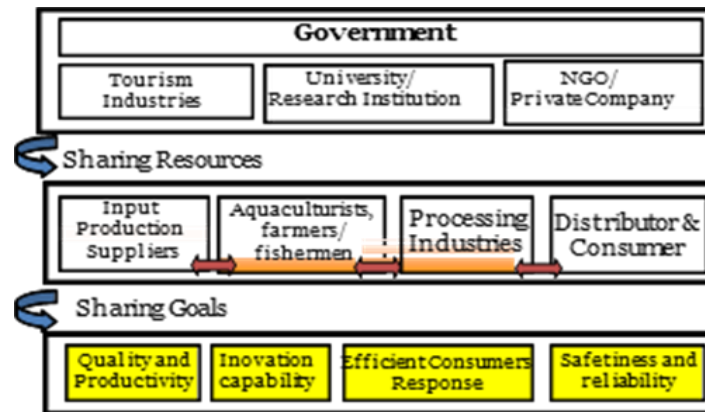 Government
Tourism
Industries
University/
Research Institution
NGO/
Private Company
Sharing Resources
Input
Production
Suppliers
Aquaculturists,
farmers/
fishermen
Processing
Industries
Distributor &
Consumer
Sharing Goals
Quality and
Productivity
Inovation
capability
Efficient Consumers
Response
Safetiness and
reliability